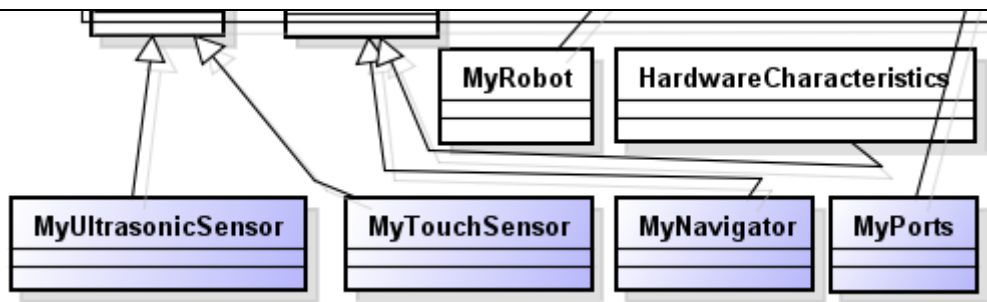 MyRobot
HardwareCharacteristics
MyUltrasonicSensor
MyTouchSensor
MyNavigator
MyPorts